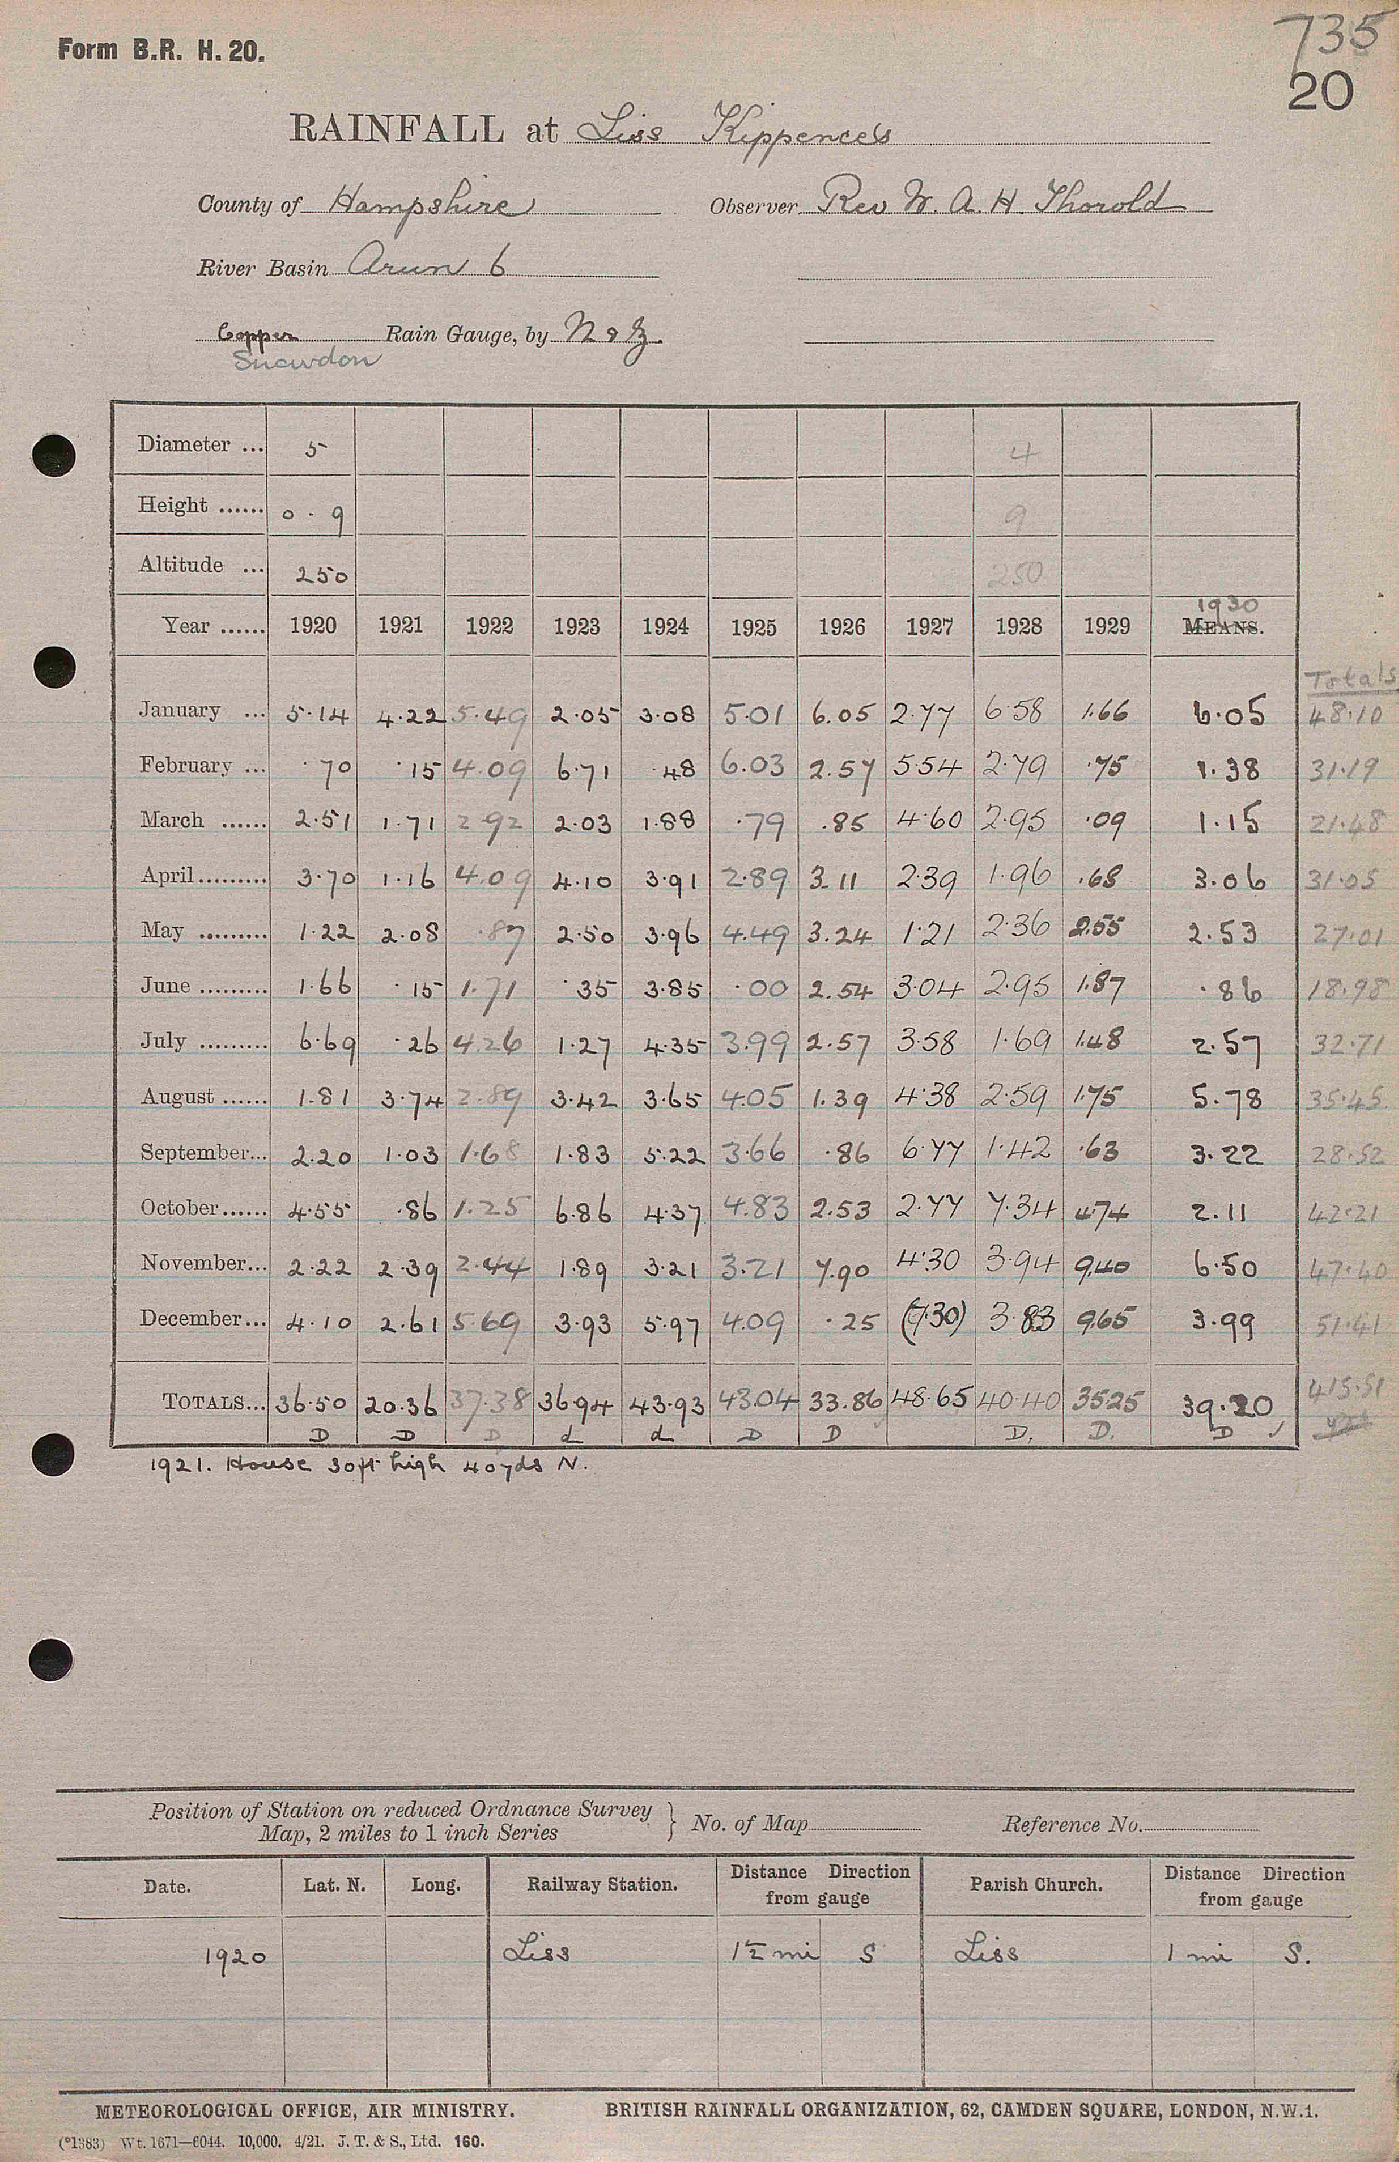 Form B.R. H. 20.
735
20
RAINFALL at Liss Kippences
County of Hampshire Observer Rev W. A. H. Thorold
River Basin Arun 6
Copper Rain Gauge, by N & Z
Snowdon
Diameter ... 5 4
Height ...... 0 . 9 9
Altitude ... 250 250
1930
Year ...... 1920 1921 1922 1923 1924 1925 1926 1927 1928 1929 MEANS.
Totals
January ... 5.14 4.22 5.49 2.05 3.08 5.01 6.05 2.77 6.58 1.66 6.05 48.10
February ... .70 .15 4.09 6.71 .48 6.03 2.57 5.54 2.79 .75 1.38 31.19
March ...... 2.51 1.71 2.92 2.03 1.88 .79 .85 4.60 2.95 .09 1.15 21.48
April ......... 3.70 1.16 4.09 4.10 3.91 2.89 3.11 2.39 1.96 .68 3.06 31.05
May ......... 1.22 2.08 .87 2.50 3.96 4.49 3.24 1.21 2.36 2.55 2.53 27.01
June ......... 1.66 .15 1.71 .35 3.85 .00 2.54 3.04 2.95 1.87 .86 18.98
July ......... 6.69 .26 4.26 1.27 4.35 3.99 2.57 3.58 1.69 1.48 2.57 32.71
August ...... 1.81 3.74 2.89 3.42 3.65 4.05 1.39 4.38 2.59 1.75 5.78 35.45
September... 2.20 1.03 1.68 1.83 5.22 3.66 .86 6.77 1.42 .63 3.22 28.52
October...... 4.55 .86 1.25 6.86 4.37 4.83 2.53 2.77 7.34 4.74 2.11 42.21
November... 2.22 2.39 2.44 1.89 3.21 3.21 7.90 4.30 3.94 9.40 6.50 47.40
December... 4.10 2.61 5.69 3.93 5.97 4.09 .25 (7.30) 3.83 9.65 3.99 51.41
TOTALS... 36.50 20.36 37.38 36.94 43.93 43.04 33.86 48.65 40.40 35.25 39.20 415.51
D D D d d D D D. D. D
1921. House 30ft high 40yds N.
Position of Station on reduced Ordnance Survey } No. of Map Reference No.
Map, 2 miles to 1 inch Series
Date. Lat. N. Long. Railway Station. Distance Direction from gauge Parish Church. Distance Direction from gauge
1920 Liss 1½ mi S Liss 1 mi S.
METEOROLOGICAL OFFICE, AIR MINISTRY. BRITISH RAINFALL ORGANIZATION, 62, CAMDEN SQUARE, LONDON, N.W.1.
(*1383) Wt. 1671—6044. 10,000. 4/21. J. T. & S., Ltd. 160.